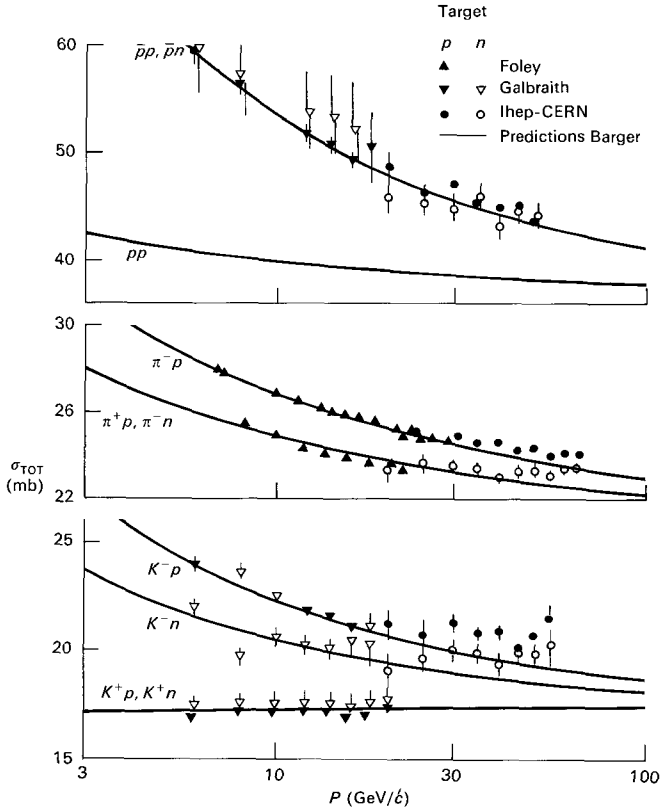 Target
p n
Foley
Galbraith
Ihep-CERN
Predictions Barger
60
50
40
p̄p, p̄n
pp
30
26
22
π⁻p
π⁺p, π⁻n
σTOT
(mb)
25
20
15
K⁻p
K⁻n
K⁺p, K⁺n
3 10 30 100
P (GeV/c)